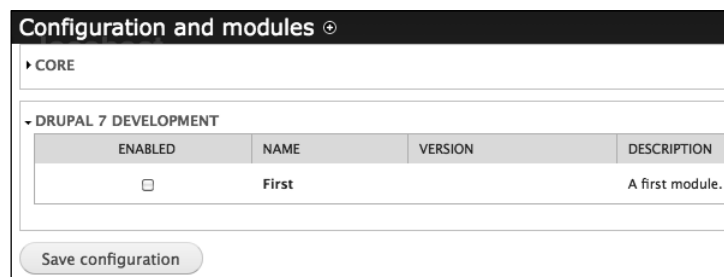 Configuration and modules
CORE
DRUPAL 7 DEVELOPMENT
ENABLED NAME VERSION DESCRIPTION
First A first module.
Save configuration